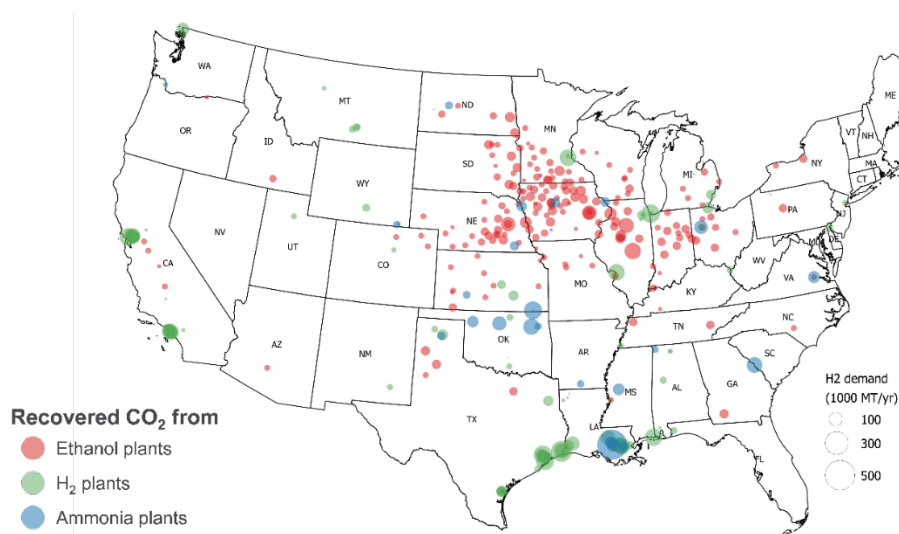 WA
MT
ND
MN
ME
OR
ID
SD
VT
NH
WY
MI
NY
MA
CT
NE
PA
NJ
NV
UT
CO
MD
DE
CA
MO
WV
VA
KY
AZ
NM
OK
AR
TN
NC
SC
MS
AL
GA
TX
LA
FL
H2 demand
(1000 MT/yr)
100
300
500
Recovered CO₂ from
Ethanol plants
H₂ plants
Ammonia plants